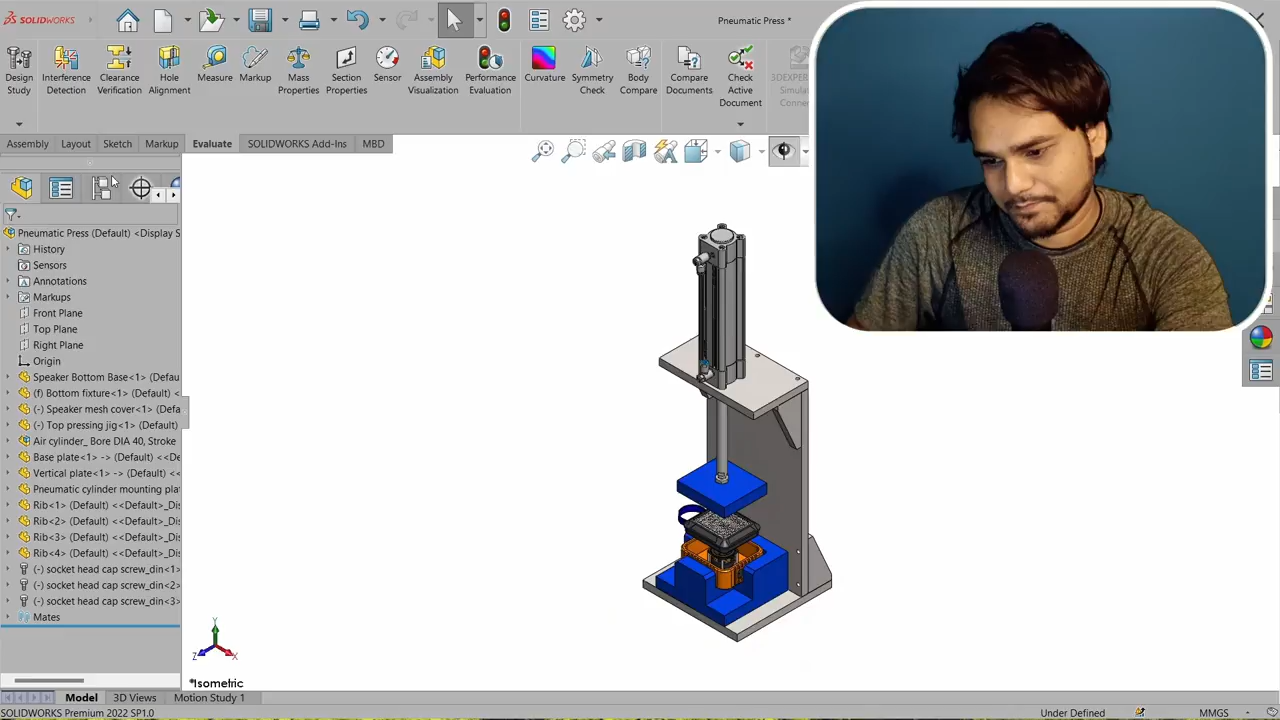 SOLIDWORKS
Pneumatic Press *
Design Study
Interference Detection
Clearance Verification
Hole Alignment
Measure
Markup
Mass Properties
Section Properties
Sensor
Assembly Visualization
Performance Evaluation
Curvature
Symmetry Check
Body Compare
Compare Documents
Check Active Document
Assembly
Layout
Sketch
Markup
Evaluate
SOLIDWORKS Add-Ins
MBD
Pneumatic Press (Default) <Display S
History
Sensors
Annotations
Markups
Front Plane
Top Plane
Right Plane
Origin
Speaker Bottom Base<1> (Defau
(f) Bottom fixture<1> (Default) <
(-) Speaker mesh cover<1> (Defa
(-) Top pressing jig<1> (Default)
Air cylinder_ Bore DIA 40, Stroke
Base plate<1> -> (Default) <<De
Vertical plate<1> -> (Default) <<
Pneumatic cylinder mounting plat
Rib<1> (Default) <<Default>_Dis
Rib<2> (Default) <<Default>_Dis
Rib<3> (Default) <<Default>_Dis
Rib<4> (Default) <<Default>_Dis
(-) socket head cap screw_din<1>
(-) socket head cap screw_din<2>
(-) socket head cap screw_din<3>
Mates
Y
Z
X
*Isometric
Model
3D Views
Motion Study 1
SOLIDWORKS Premium 2022 SP1.0
Under Defined
MMGS